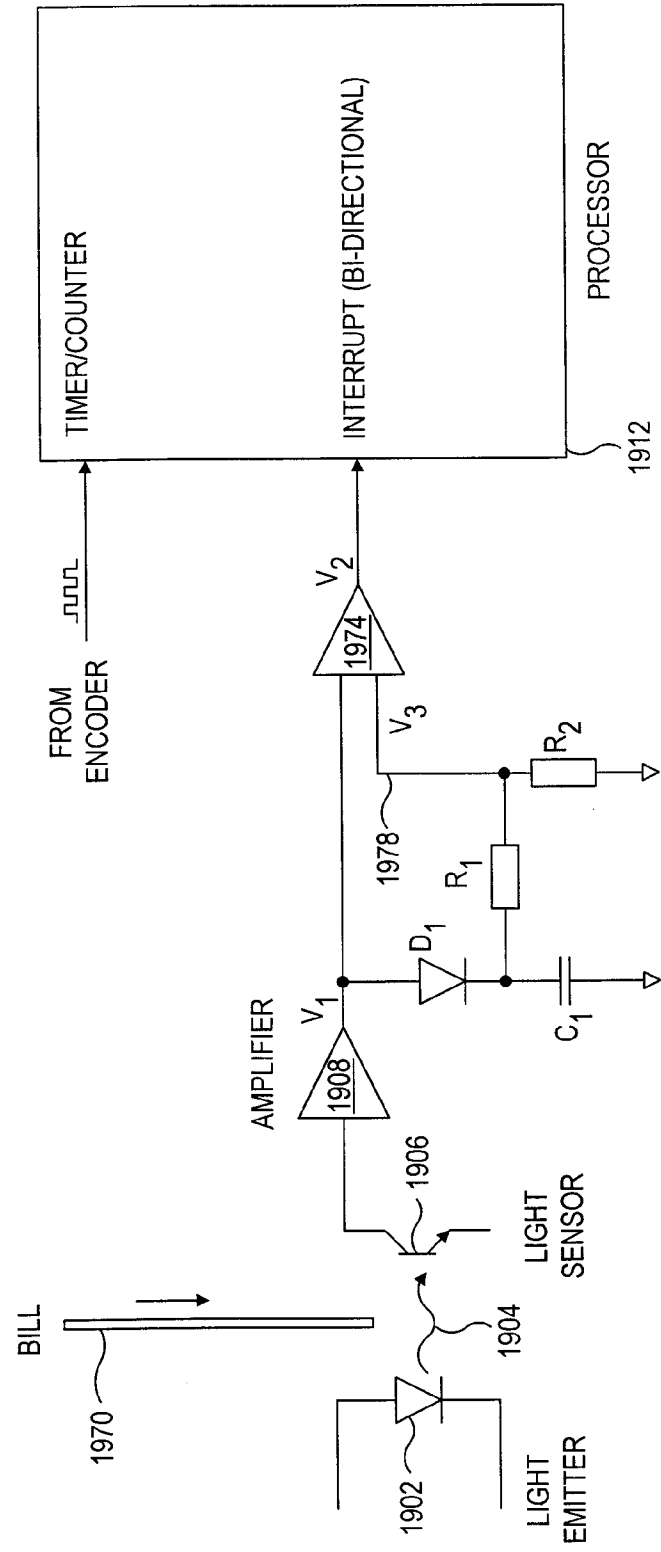 BILL
1970
LIGHT
EMITTER
1902
1904
LIGHT
SENSOR
1906
AMPLIFIER
1908
V1
D1
C1
R1
R2
1978
V3
1974
V2
FROM
ENCODER
TIMER/COUNTER
INTERRUPT (BI-DIRECTIONAL)
PROCESSOR
1912